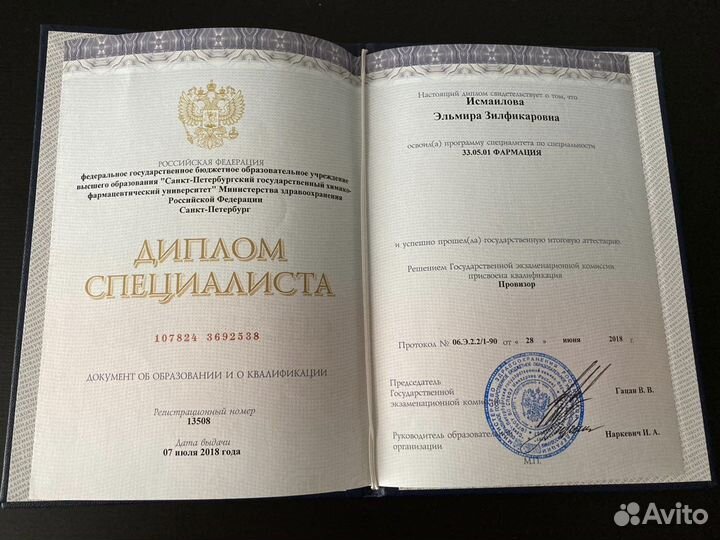 РОССИЙСКАЯ ФЕДЕРАЦИЯ
федеральное государственное бюджетное образовательное учреждение
высшего образования "Санкт-Петербургский государственный химико-
фармацевтический университет" Министерства здравоохранения
Российской Федерации
Санкт-Петербург
ДИПЛОМ
СПЕЦИАЛИСТА
107824 3692538
ДОКУМЕНТ ОБ ОБРАЗОВАНИИ И О КВАЛИФИКАЦИИ
Регистрационный номер
13508
Дата выдачи
07 июля 2018 года
Настоящий диплом свидетельствует о том, что
Исмаилова
Эльмира Зилфикаровна
освоил(а) программу специалитета по специальности
33.05.01 ФАРМАЦИЯ
и успешно прошел(ла) государственную итоговую аттестацию
Решением Государственной экзаменационной комиссии
присвоена квалификация
Провизор
Протокол № 06.Э.2.2/1-90 от « 28 » июня 2018 г.
Председатель
Государственной
экзаменационной комиссии Гацан В. В.
Руководитель образовательной
организации Наркевич И. А.
М.П.
Avito